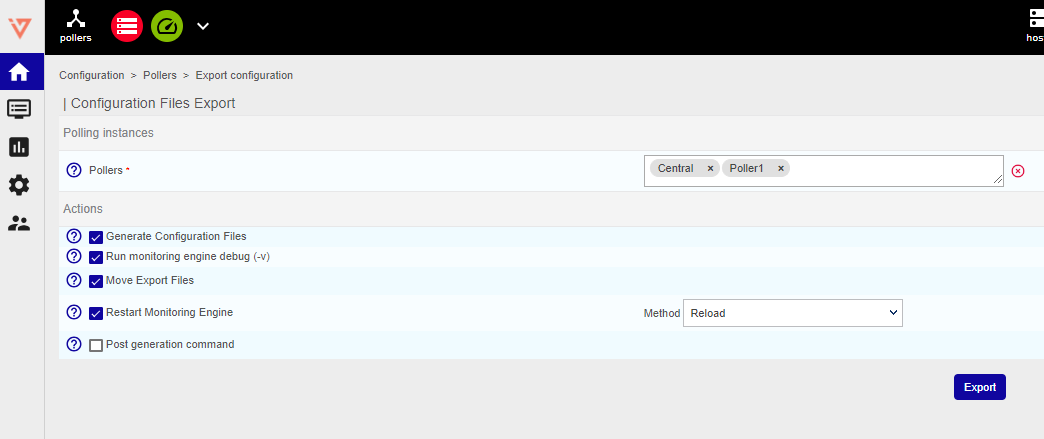 pollers
hos
Configuration > Pollers > Export configuration
| Configuration Files Export
Polling instances
Pollers *
Central × Poller1 ×
Actions
Generate Configuration Files
Run monitoring engine debug (-v)
Move Export Files
Restart Monitoring Engine
Method Reload
Post generation command
Export